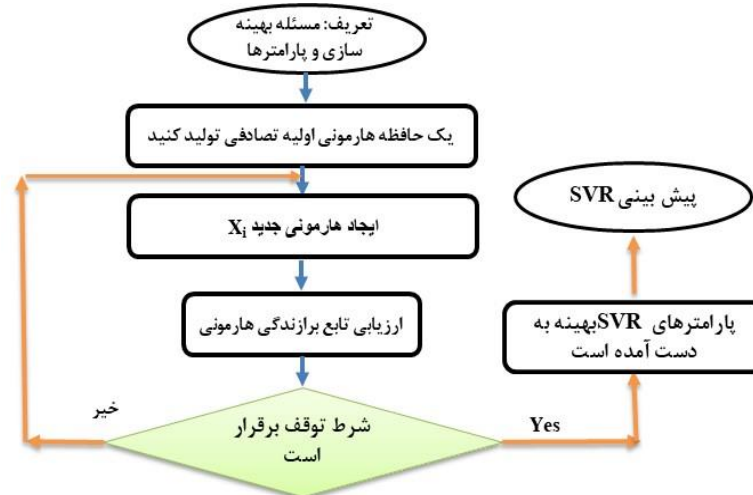 تعریف: مسئله بهینه
سازی و پارامترها
یک حافظه هارمونی اولیه تصادفی تولید کنید
ایجاد هارمونی جدید Xi
ارزیابی تابع برازندگی هارمونی
شرط توقف برقرار
است
خیر
Yes
پارامترهای SVRبهینه به
دست آمده است
پیش بینی SVR